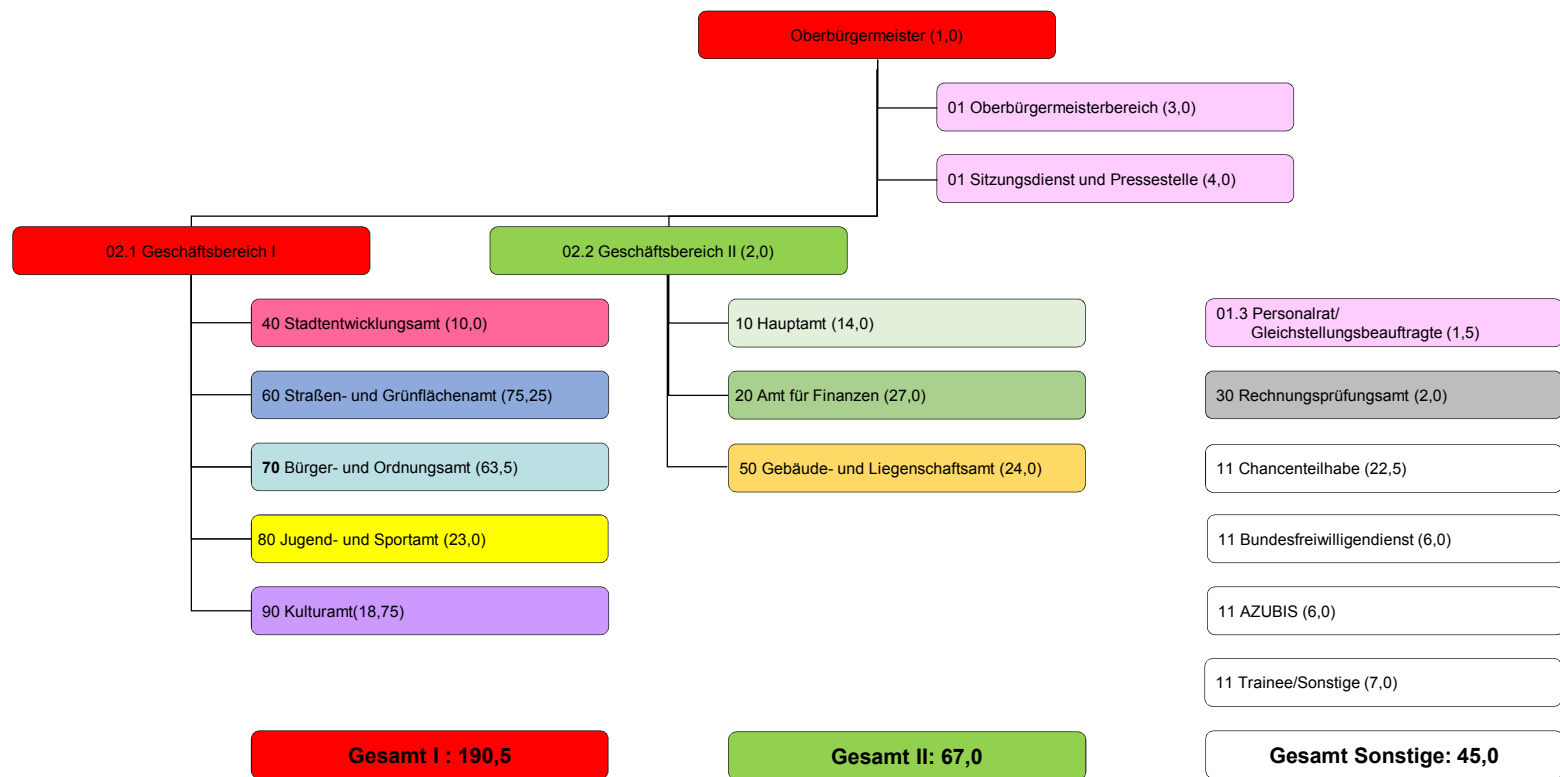 Oberbürgermeister (1,0)
01 Oberbürgermeisterbereich (3,0)
01 Sitzungsdienst und Pressestelle (4,0)
02.1 Geschäftsbereich I
02.2 Geschäftsbereich II (2,0)
40 Stadtentwicklungsamt (10,0)
10 Hauptamt (14,0)
01.3 Personalrat/
Gleichstellungsbeauftragte (1,5)
60 Straßen- und Grünflächenamt (75,25)
20 Amt für Finanzen (27,0)
30 Rechnungsprüfungsamt (2,0)
70 Bürger- und Ordnungsamt (63,5)
50 Gebäude- und Liegenschaftsamt (24,0)
11 Chancenteilhabe (22,5)
80 Jugend- und Sportamt (23,0)
11 Bundesfreiwilligendienst (6,0)
90 Kulturamt(18,75)
11 AZUBIS (6,0)
11 Trainee/Sonstige (7,0)
Gesamt I : 190,5
Gesamt II: 67,0
Gesamt Sonstige: 45,0